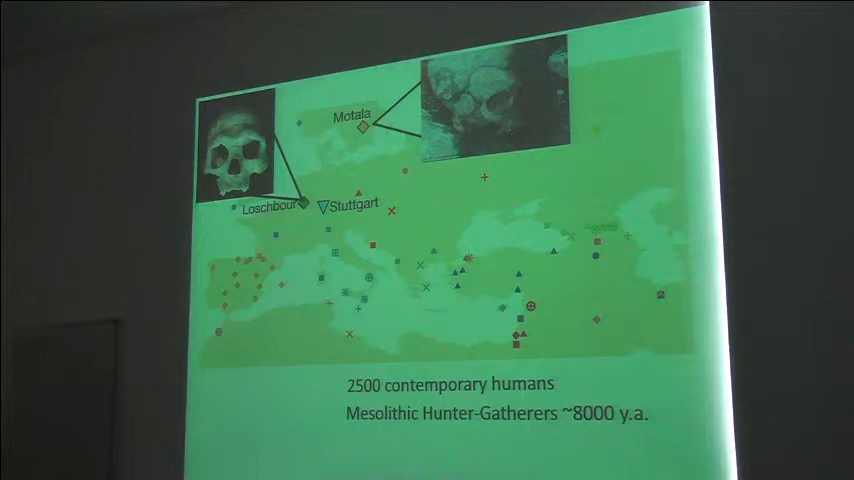 Motala
Loschbour
Stuttgart
2500 contemporary humans
Mesolithic Hunter-Gatherers ~8000 y.a.